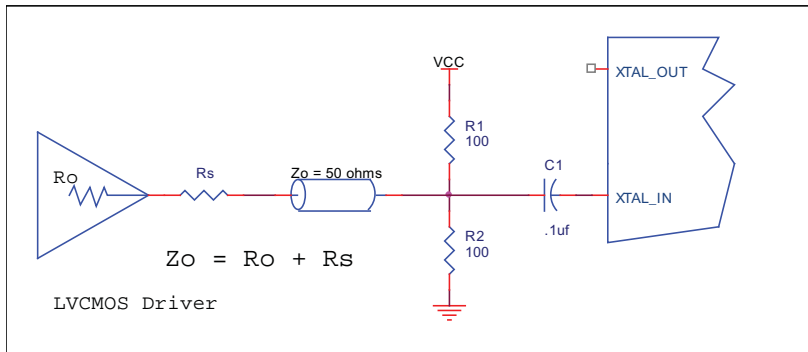 VCC
XTAL_OUT
R1
100
Ro
Rs
Zo = 50 ohms
C1
XTAL_IN
.1uf
R2
100
Zo = Ro + Rs
LVCMOS Driver